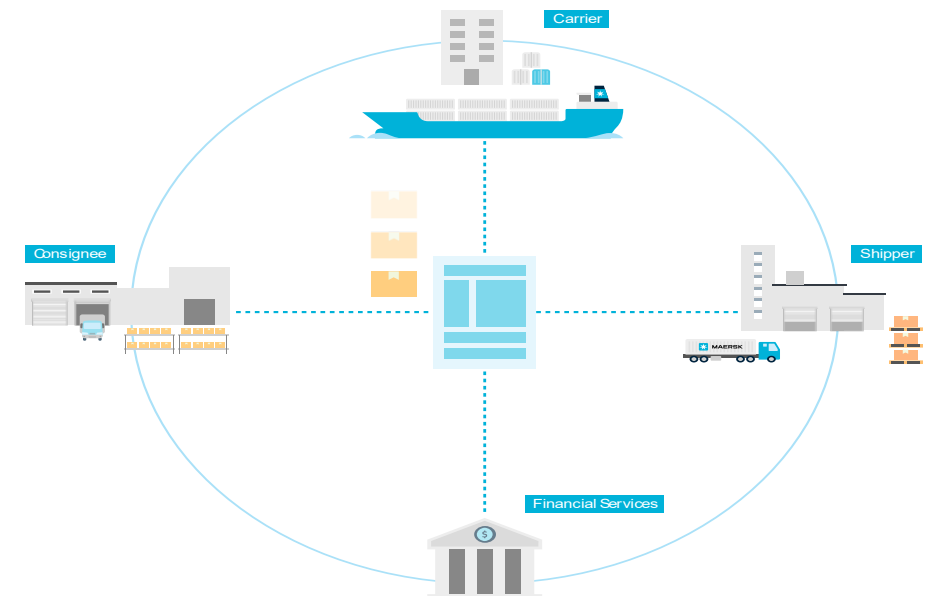 Carrier
Consignee
Shipper
MAERSK
Financial Services
$